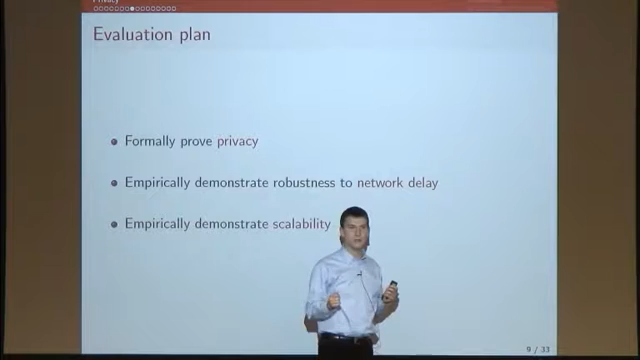 Privacy
Evaluation plan
Formally prove privacy
Empirically demonstrate robustness to network delay
Empirically demonstrate scalability
9 / 33